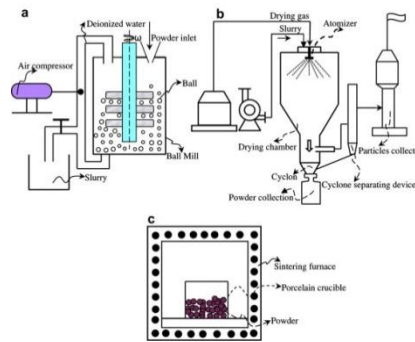 a
Deionized water
ω
Powder inlet
Air compressor
Ball
Ball Mill
Slurry
b
Drying gas
Slurry
Atomizer
Drying chamber
Cyclon
Powder collection
Particles collect
Cyclone separating device
c
Sintering furnace
Porcelain crucible
Powder